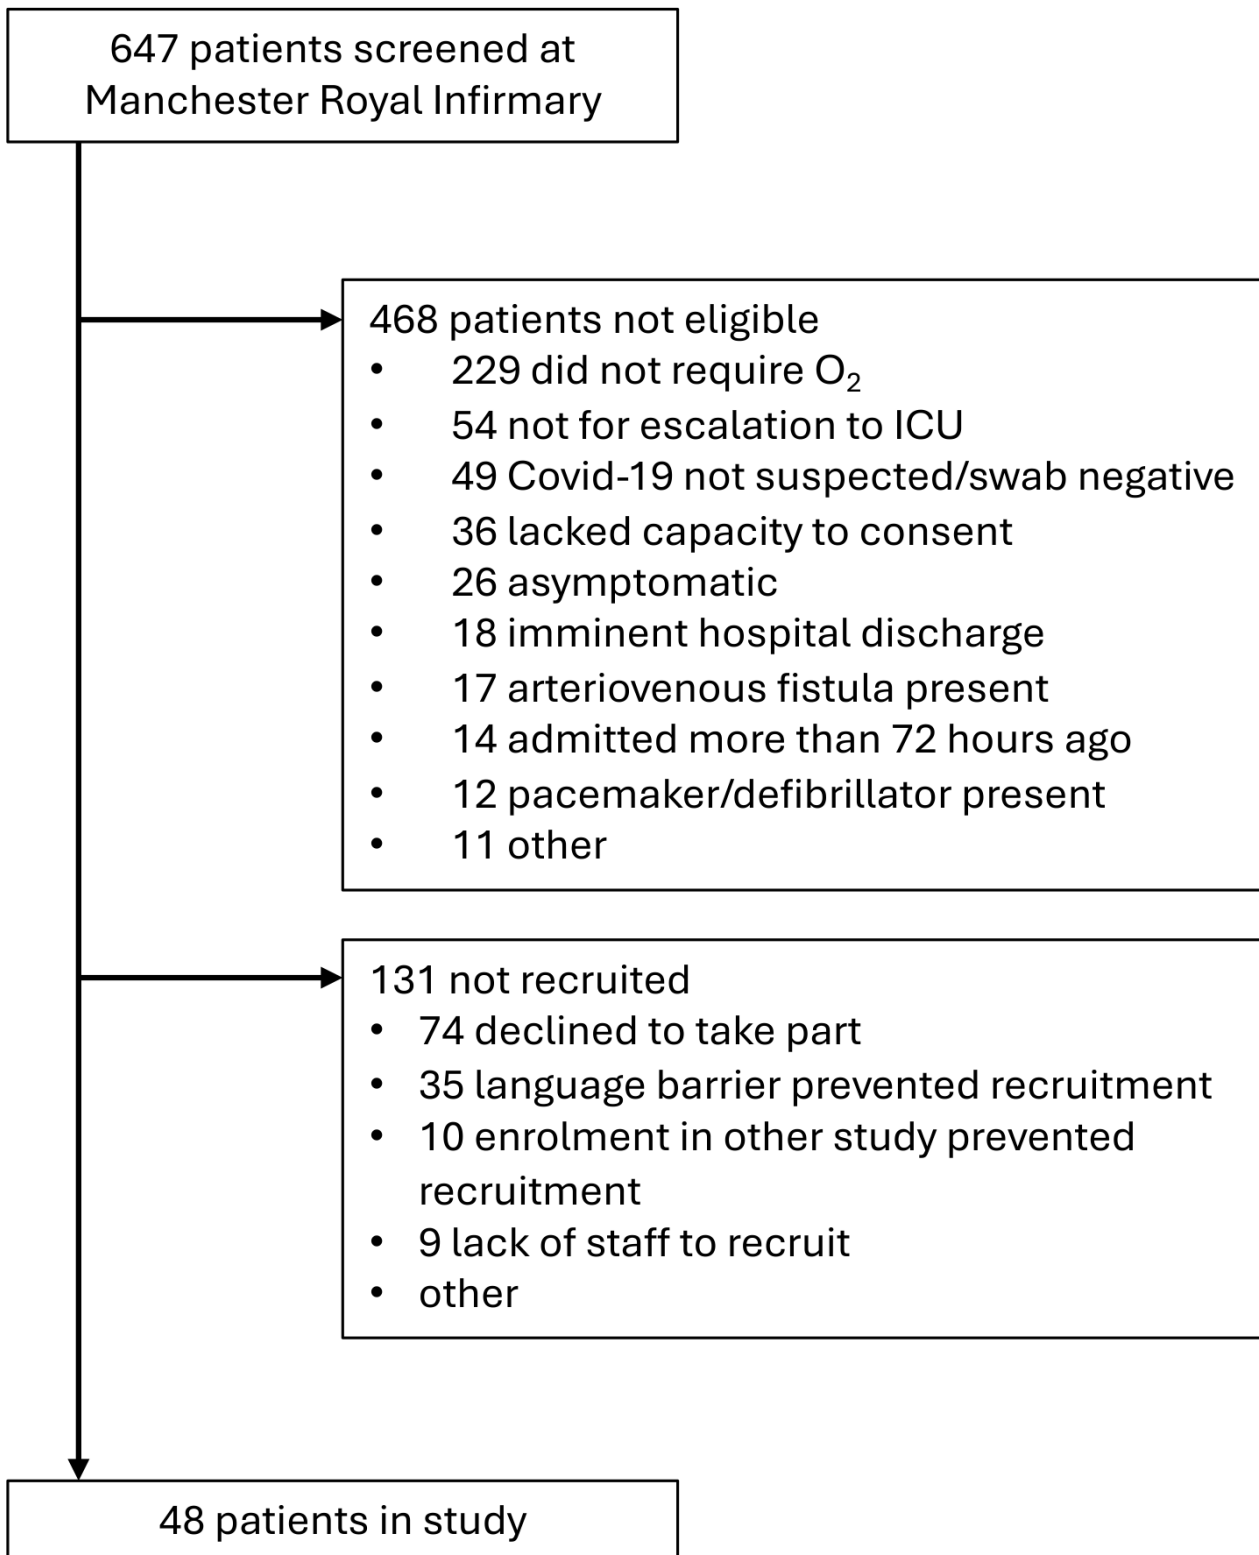 647 patients screened at
Manchester Royal Infirmary
468 patients not eligible
• 229 did not require O₂
• 54 not for escalation to ICU
• 49 Covid-19 not suspected/swab negative
• 36 lacked capacity to consent
• 26 asymptomatic
• 18 imminent hospital discharge
• 17 arteriovenous fistula present
• 14 admitted more than 72 hours ago
• 12 pacemaker/defibrillator present
• 11 other
131 not recruited
• 74 declined to take part
• 35 language barrier prevented recruitment
• 10 enrolment in other study prevented
recruitment
• 9 lack of staff to recruit
• other
48 patients in study